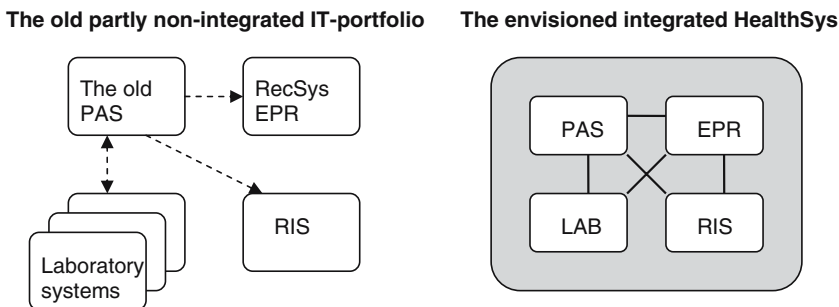 The old partly non-integrated IT-portfolio
The envisioned integrated HealthSys
The old
PAS
RecSys
EPR
Laboratory
systems
RIS
PAS
EPR
LAB
RIS